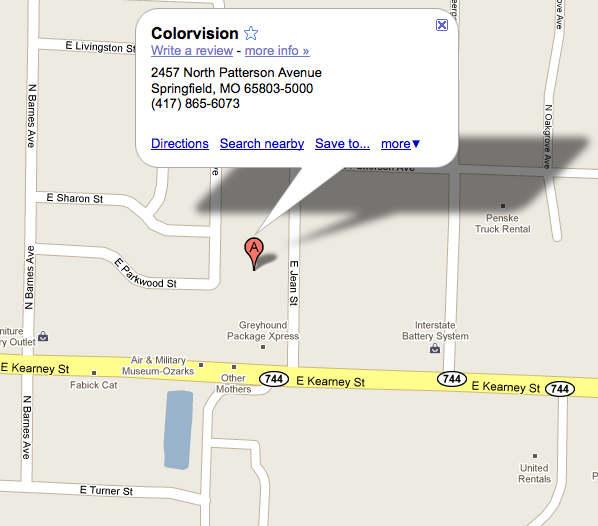 E Livingston St
Colorvision
Write a review - more info »
2457 North Patterson Avenue
Springfield, MO 65803-5000
(417) 865-6073
Directions Search nearby Save to... more▼
N Barnes Ave
N Oakgrove Ave
E Sharon St
Penske
Truck Rental
A
N Barnes Ave
E Parkwood St
E Jean St
Greyhound
Package Xpress
Interstate
Battery System
Outlet
E Kearney St
Air & Military
Museum-Ozarks
Fabick Cat
Other
Mothers
744
E Kearney St
744
E Kearney St
744
N Barnes Ave
United
Rentals
E Turner St